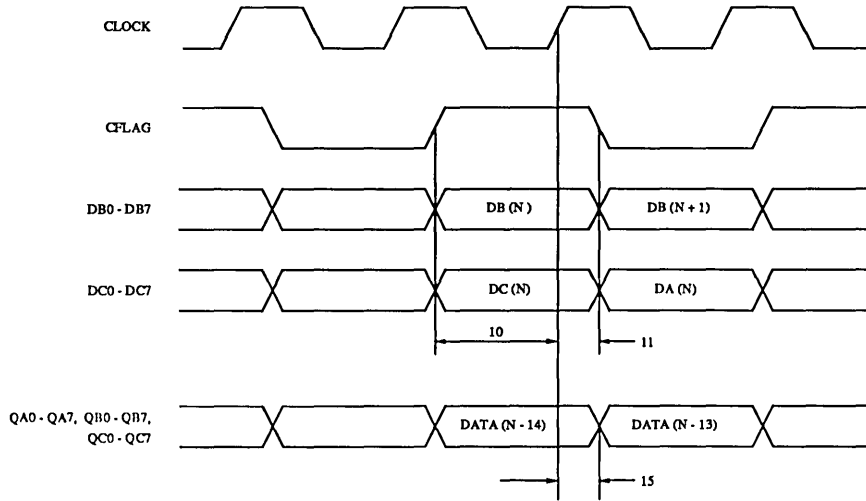 CLOCK
CFLAG
DB0 - DB7
DB (N )
DB (N + 1)
DC0 - DC7
DC (N)
DA (N)
10
11
QA0 - QA7, QB0 - QB7,
QC0 - QC7
DATA (N - 14)
DATA (N - 13)
15